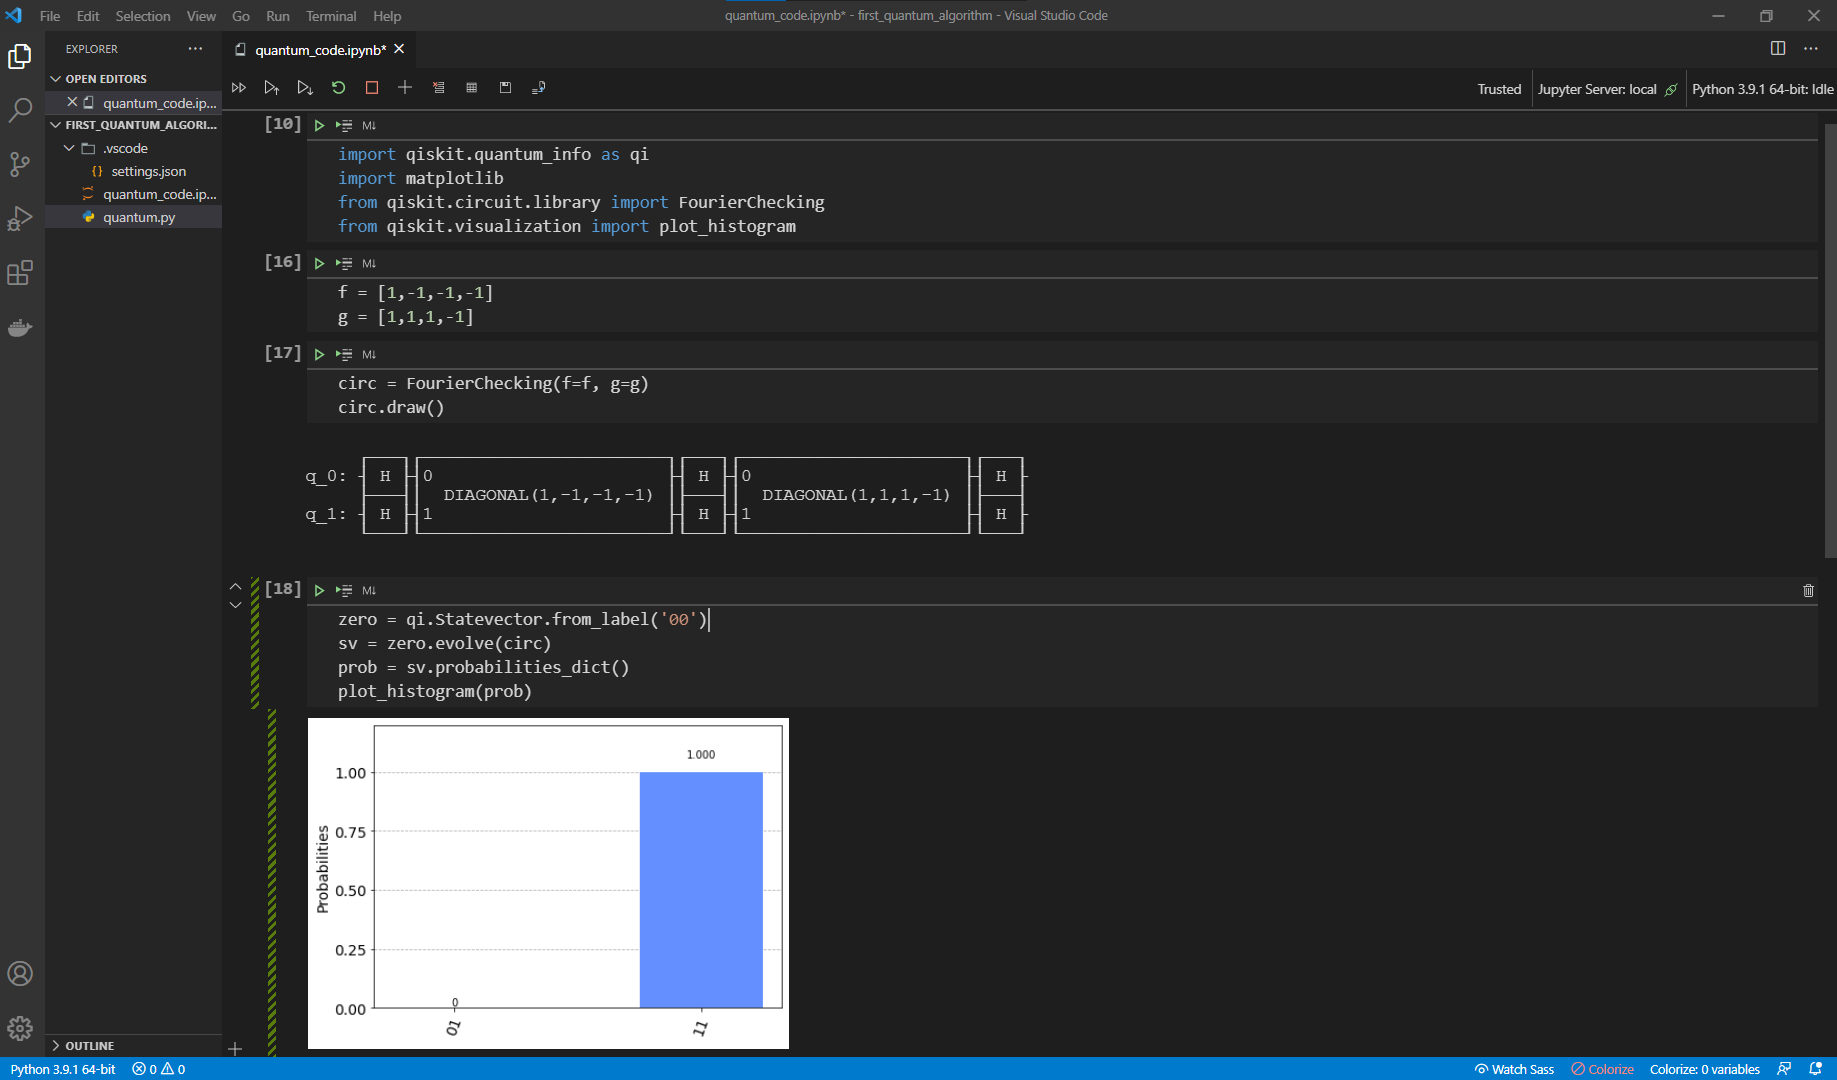 File Edit Selection View Go Run Terminal Help
quantum_code.ipynb* - first_quantum_algorithm - Visual Studio Code
EXPLORER
OPEN EDITORS
quantum_code.ip...
FIRST_QUANTUM_ALGORI...
.vscode
{} settings.json
quantum_code.ip...
quantum.py
OUTLINE
quantum_code.ipynb*
Trusted Jupyter Server: local Python 3.9.1 64-bit: Idle
[10] M↓
import qiskit.quantum_info as qi
import matplotlib
from qiskit.circuit.library import FourierChecking
from qiskit.visualization import plot_histogram
[16] M↓
f = [1,-1,-1,-1]
g = [1,1,1,-1]
[17] M↓
circ = FourierChecking(f=f, g=g)
circ.draw()
q_0: H 0 H 0 H
DIAGONAL(1,-1,-1,-1) DIAGONAL(1,1,1,-1)
q_1: H 1 H 1 H
[18] M↓
zero = qi.Statevector.from_label('00')
sv = zero.evolve(circ)
prob = sv.probabilities_dict()
plot_histogram(prob)
1.000
1.00
0.75
Probabilities
0.50
0.25
0
0.00
01 11
Python 3.9.1 64-bit 0 0 Watch Sass Colorize Colorize: 0 variables